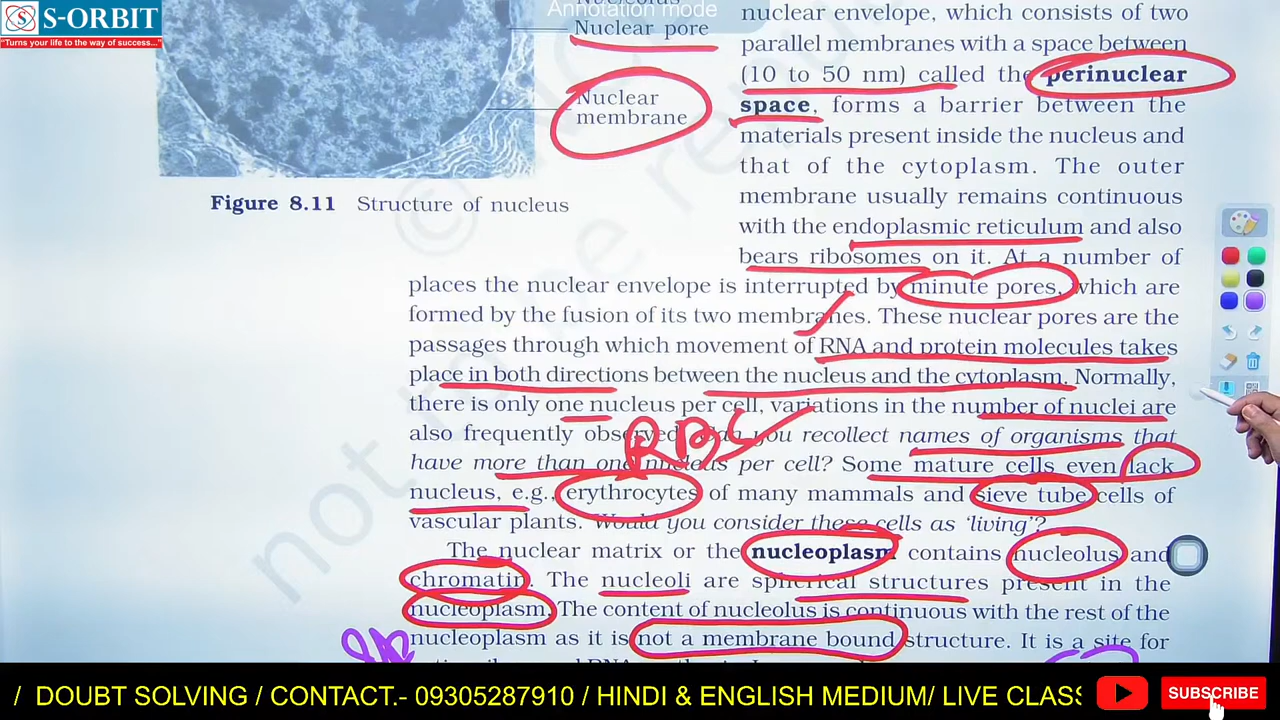 S-ORBIT
"Turns your life to the way of success..."
Annotation mode
Nuclear pore
Nuclear
membrane
Figure 8.11 Structure of nucleus
nuclear envelope, which consists of two
parallel membranes with a space between
(10 to 50 nm) called the perinuclear
space, forms a barrier between the
materials present inside the nucleus and
that of the cytoplasm. The outer
membrane usually remains continuous
with the endoplasmic reticulum and also
bears ribosomes on it. At a number of
places the nuclear envelope is interrupted by minute pores, which are
formed by the fusion of its two membranes. These nuclear pores are the
passages through which movement of RNA and protein molecules takes
place in both directions between the nucleus and the cytoplasm. Normally,
there is only one nucleus per cell, variations in the number of nuclei are
also frequently observed. Can you recollect names of organisms that
RBC
have more than one nucleus per cell? Some mature cells even lack
nucleus, e.g., erythrocytes of many mammals and sieve tube cells of
vascular plants. Would you consider these cells as 'living'?
The nuclear matrix or the nucleoplasm contains nucleolus and
chromatin. The nucleoli are spherical structures present in the
nucleoplasm. The content of nucleolus is continuous with the rest of the
nucleoplasm as it is not a membrane bound structure. It is a site for
/ DOUBT SOLVING / CONTACT.- 09305287910 / HINDI & ENGLISH MEDIUM/ LIVE CLASS
SUBSCRIBE